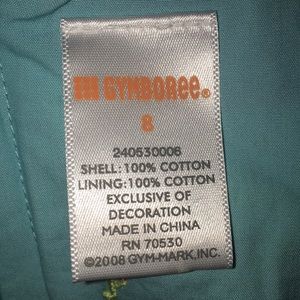 GYMBOREE®
8
240530006
SHELL: 100% COTTON
LINING: 100% COTTON
EXCLUSIVE OF
DECORATION
MADE IN CHINA
RN 70530
©2008 GYM-MARK, INC.